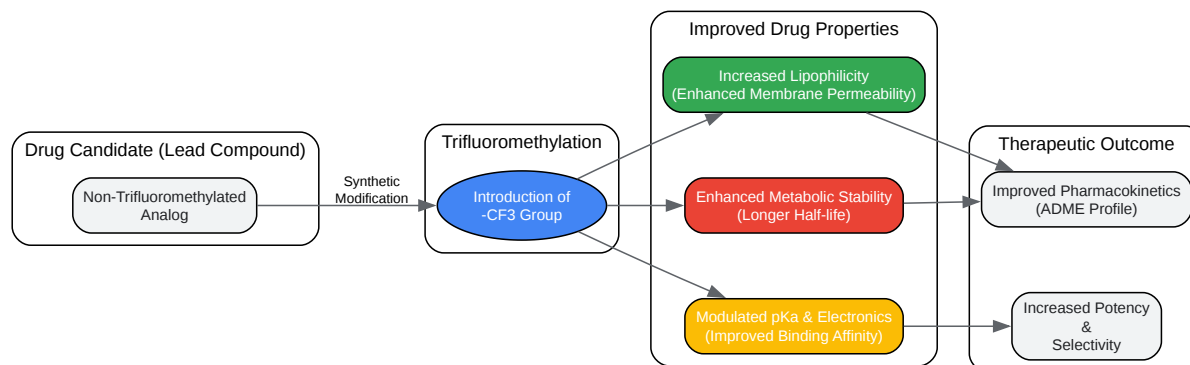 Drug Candidate (Lead Compound)
Non-Trifluoromethylated
Analog
Synthetic
Modification
Trifluoromethylation
Introduction of
-CF3 Group
Improved Drug Properties
Increased Lipophilicity
(Enhanced Membrane Permeability)
Enhanced Metabolic Stability
(Longer Half-life)
Modulated pKa & Electronics
(Improved Binding Affinity)
Therapeutic Outcome
Improved Pharmacokinetics
(ADME Profile)
Increased Potency
&
Selectivity